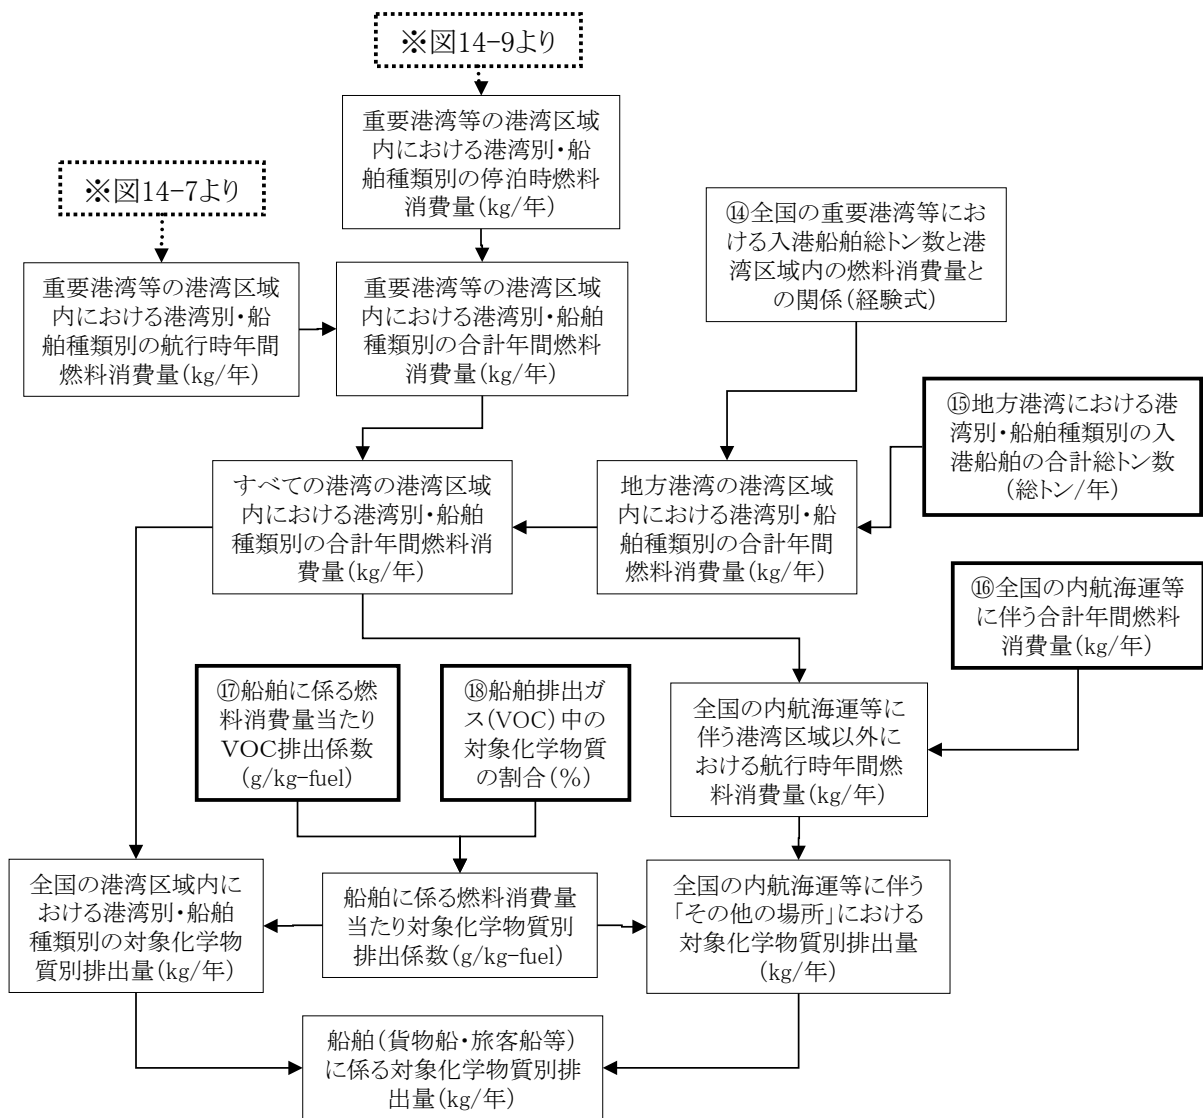 ※図14-9より
重要港湾等の港湾区域
内における港湾別・船
舶種類別の停泊時燃料
消費量(kg/年)
※図14-7より
⑭全国の重要港湾等にお
ける入港船舶総トン数と港
湾区域内の燃料消費量と
の関係(経験式)
重要港湾等の港湾区域
内における港湾別・船
舶種類別の航行時年間
燃料消費量(kg/年)
重要港湾等の港湾区域
内における港湾別・船舶
種類別の合計年間燃料
消費量(kg/年)
⑮地方港湾における港
湾別・船舶種類別の入
港船舶の合計総トン数
(総トン/年)
すべての港湾の港湾区域
内における港湾別・船舶
種類別の合計年間燃料消
費量(kg/年)
地方港湾の港湾区域
内における港湾別・船
舶種類別の合計年間
燃料消費量(kg/年)
⑯全国の内航海運等
に伴う合計年間燃料
消費量(kg/年)
⑰船舶に係る燃
料消費量当たり
VOC排出係数
(g/kg-fuel)
⑱船舶排出ガ
ス(VOC)中の
対象化学物質
の割合(%)
全国の内航海運等に
伴う港湾区域以外に
おける航行時年間燃
料消費量(kg/年)
全国の港湾区域内に
おける港湾別・船舶
種類別の対象化学物
質別排出量(kg/年)
船舶に係る燃料消費量
当たり対象化学物質別
排出係数(g/kg-fuel)
全国の内航海運等に伴う
「その他の場所」における
対象化学物質別排出量
(kg/年)
船舶(貨物船・旅客船等)
に係る対象化学物質別排
出量(kg/年)